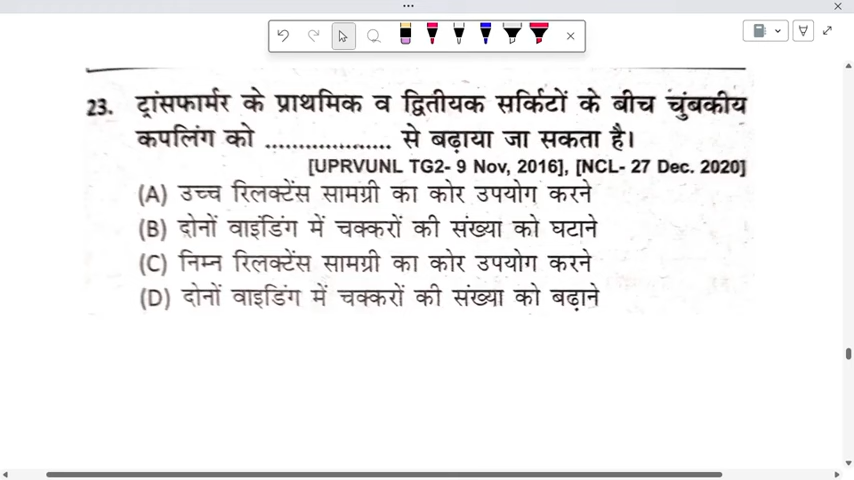 23. ट्रांसफार्मर के प्राथमिक व द्वितीयक सर्किटों के बीच चुंबकीय
कपलिंग को ..................... से बढ़ाया जा सकता है।
[UPRVUNL TG2- 9 Nov, 2016], [NCL- 27 Dec. 2020]
(A) उच्च रिलक्टेंस सामग्री का कोर उपयोग करने
(B) दोनों वाइंडिंग में चक्करों की संख्या को घटाने
(C) निम्न रिलक्टेंस सामग्री का कोर उपयोग करने
(D) दोनों वाइडिंग में चक्करों की संख्या को बढ़ाने